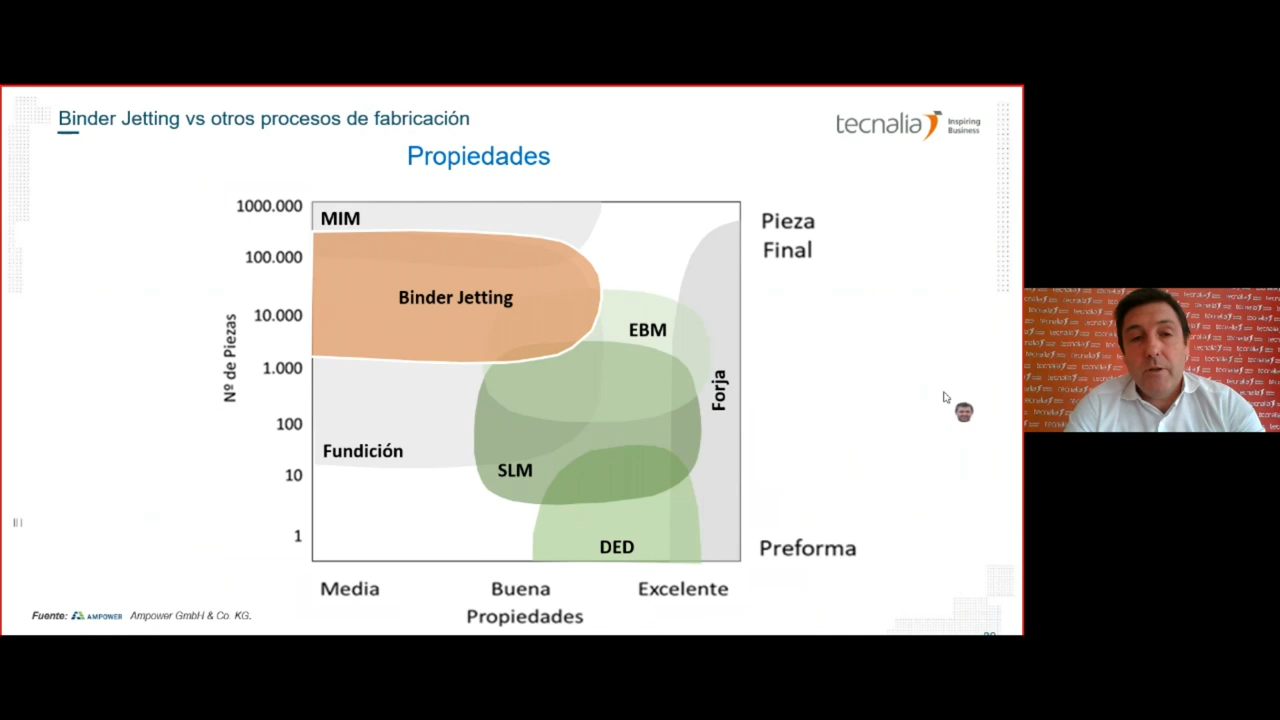 Binder Jetting vs otros procesos de fabricación
tecnalia
Inspiring
Business
Propiedades
1000.000
100.000
10.000
1.000
100
10
1
Nº de Piezas
MIM
Binder Jetting
EBM
Forja
Fundición
SLM
DED
Pieza
Final
Preforma
Media
Buena
Excelente
Propiedades
Fuente: AMPOWER Ampower GmbH & Co. KG.
tecnalia